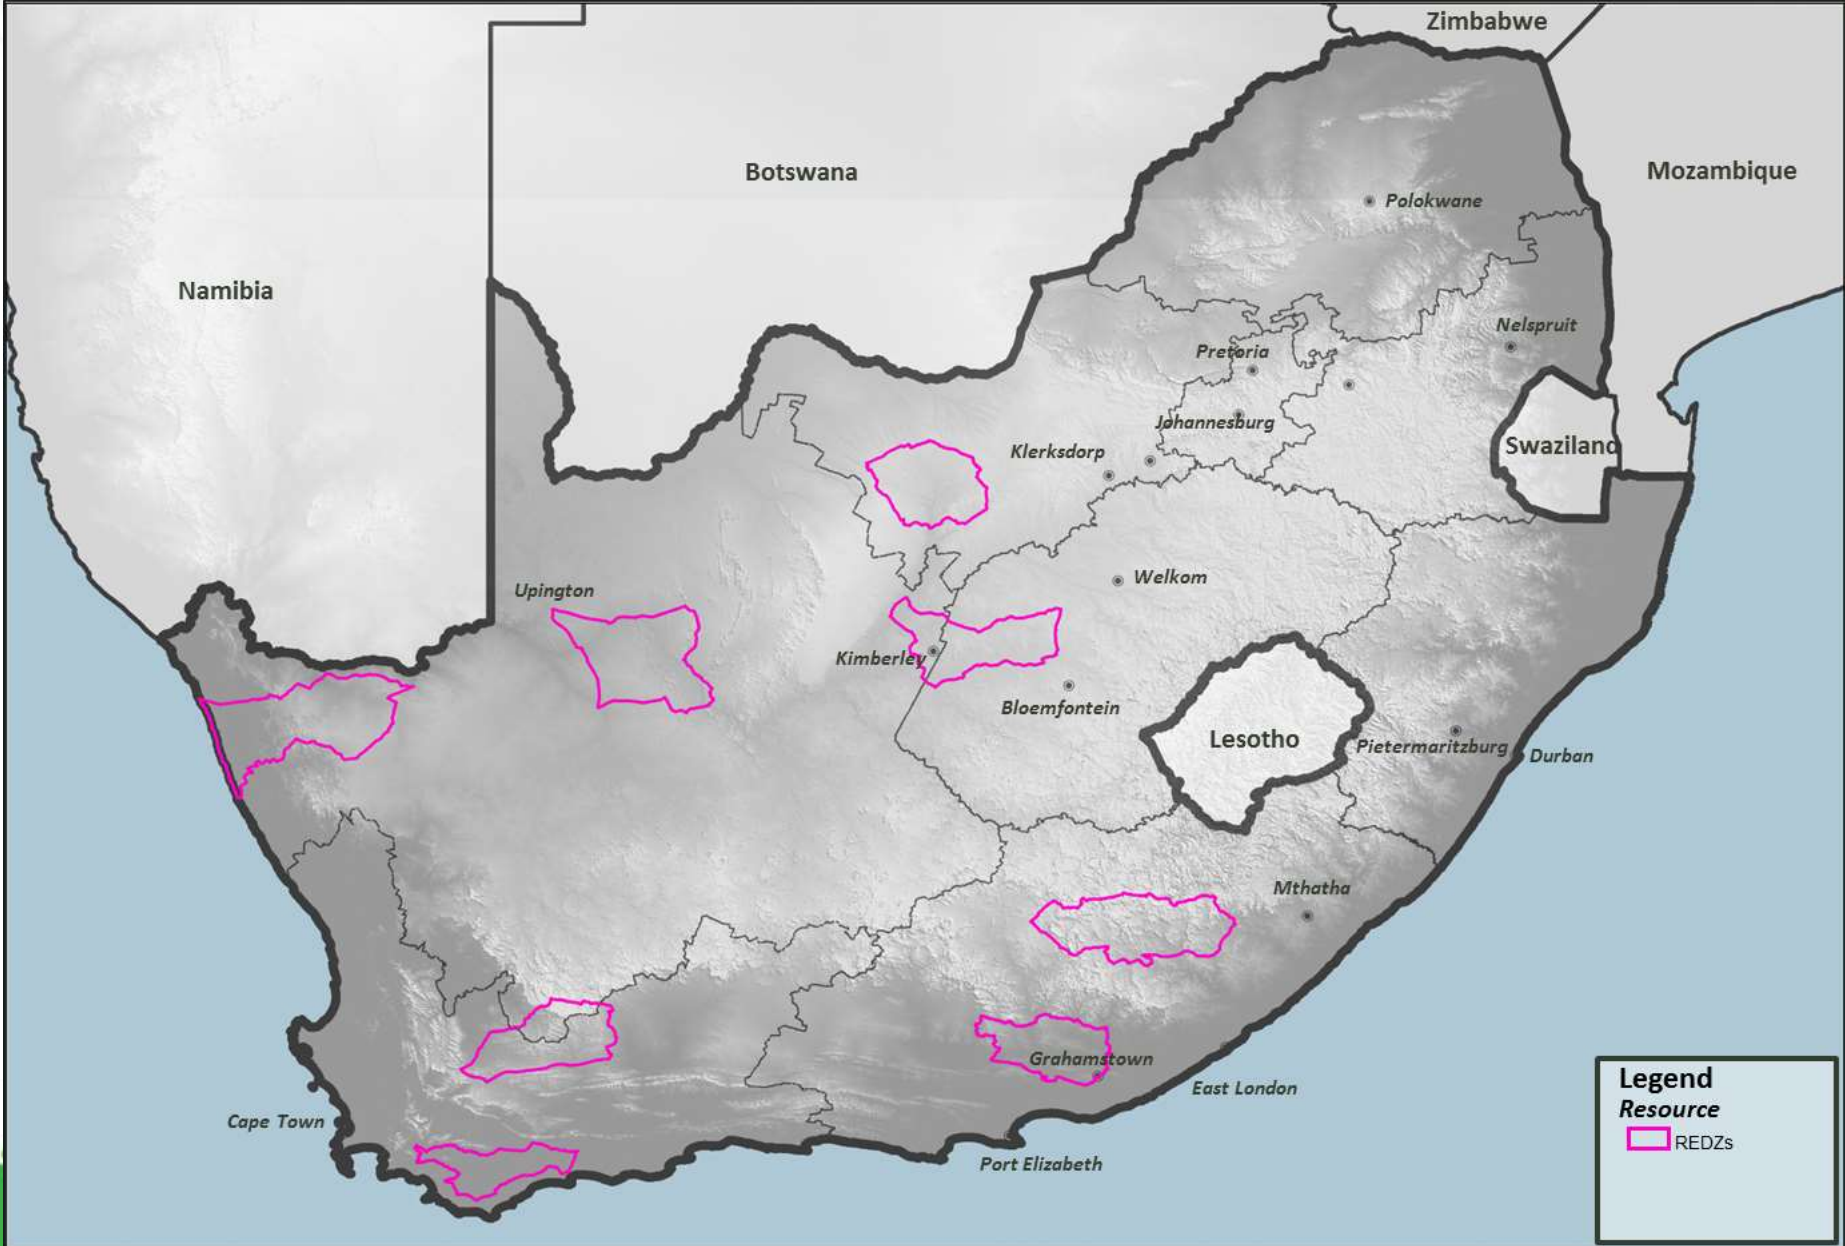 Zimbabwe
Botswana
Mozambique
Polokwane
Namibia
Nelspruit
Pretoria
Johannesburg
Klerksdorp
Swaziland
Upington
Welkom
Kimberley
Bloemfontein
Lesotho
Pietermaritzburg
Durban
Mthatha
Grahamstown
East London
Cape Town
Port Elizabeth
Legend
Resource
REDZs